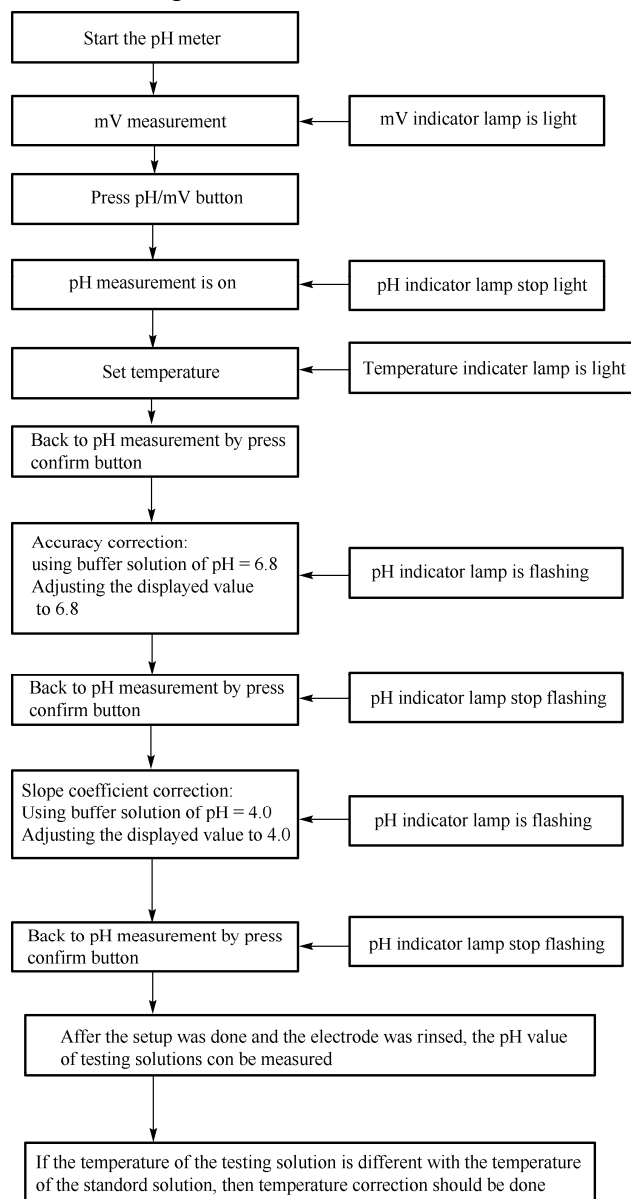 Start the pH meter
mV measurement
mV indicator lamp is light
Press pH/mV button
pH measurement is on
pH indicator lamp stop light
Set temperature
Temperature indicater lamp is light
Back to pH measurement by press
confirm button
Accuracy correction:
using buffer solution of pH = 6.8
Adjusting the displayed value
to 6.8
pH indicator lamp is flashing
Back to pH measurement by press
confirm button
pH indicator lamp stop flashing
Slope coefficient correction:
Using buffer solution of pH = 4.0
Adjusting the displayed value to 4.0
pH indicator lamp is flashing
Back to pH measurement by press
confirm button
pH indicator lamp stop flashing
Affer the setup was done and the electrode was rinsed, the pH value
of testing solutions con be measured
If the temperature of the testing solution is different with the temperature
of the standord solution, then temperature correction should be done